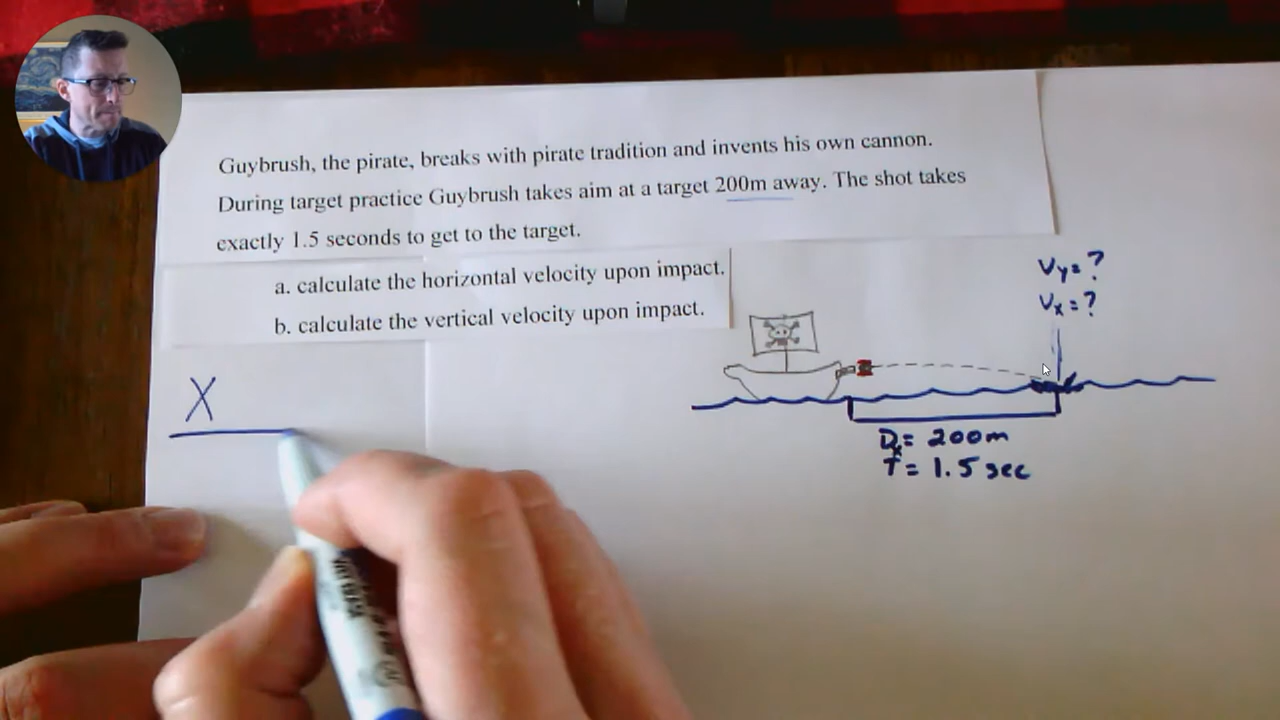 Guybrush, the pirate, breaks with pirate tradition and invents his own cannon.
During target practice Guybrush takes aim at a target 200m away. The shot takes
exactly 1.5 seconds to get to the target.
a. calculate the horizontal velocity upon impact.
b. calculate the vertical velocity upon impact.
Vy=?
Vx=?
X
Dx= 200m
T= 1.5 sec